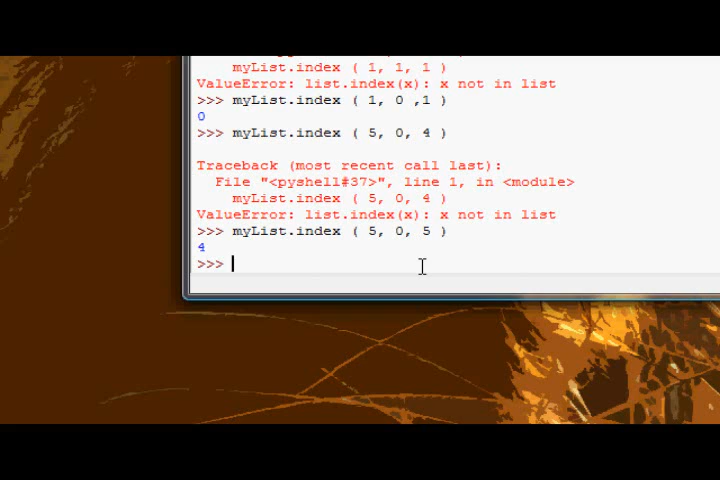 myList.index ( 1, 1, 1 )
ValueError: list.index(x): x not in list
>>> myList.index ( 1, 0 ,1 )
0
>>> myList.index ( 5, 0, 4 )
Traceback (most recent call last):
File "<pyshell#37>", line 1, in <module>
myList.index ( 5, 0, 4 )
ValueError: list.index(x): x not in list
>>> myList.index ( 5, 0, 5 )
4
>>>